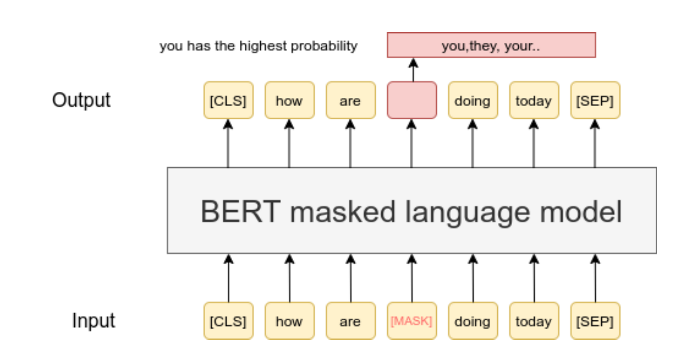 you has the highest probability you,they, your..
Output [CLS] how are doing today [SEP]
BERT masked language model
Input [CLS] how are [MASK] doing today [SEP]